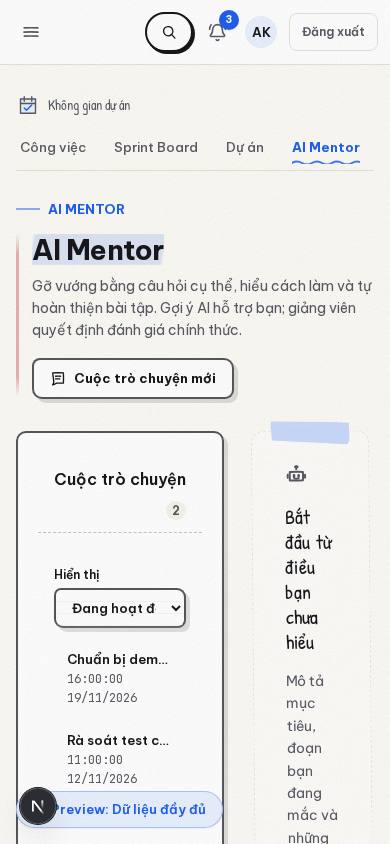 3
AK
Đăng xuất
Không gian dự án
Công việc
Sprint Board
Dự án
AI Mentor
AI MENTOR
AI Mentor
Gỡ vướng bằng câu hỏi cụ thể, hiểu cách làm và tự
hoàn thiện bài tập. Gợi ý AI hỗ trợ bạn; giảng viên
quyết định đánh giá chính thức.
Cuộc trò chuyện mới
Cuộc trò chuyện
2
Hiển thị
Đang hoạt đ
Chuẩn bị dem...
16:00:00
19/11/2026
Rà soát test c...
11:00:00
12/11/2026
N
Preview: Dữ liệu đầy đủ
Bắt
đầu từ
điều
bạn
chưa
hiểu
Mô tả
mục
tiêu,
đoạn
bạn
đang
mắc và
những